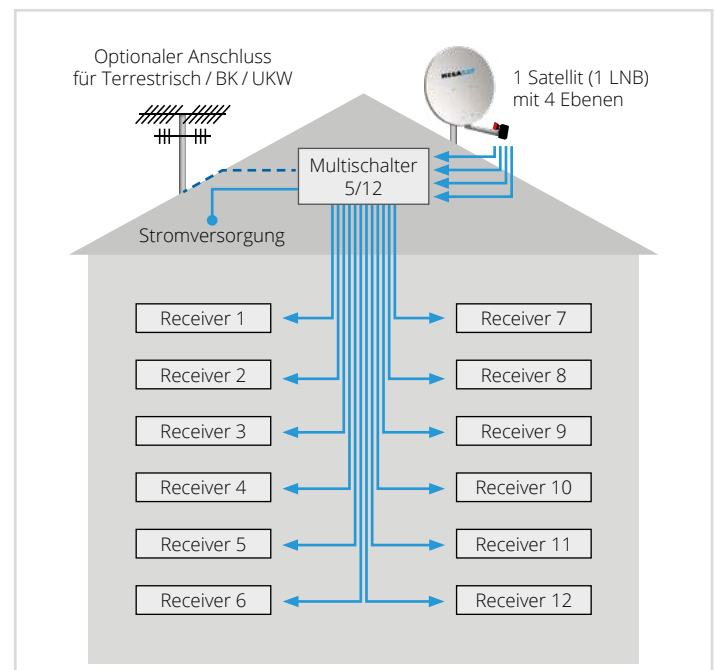 Optionaler Anschluss
für Terrestrisch / BK / UKW
MEGASAT
1 Satellit (1 LNB)
mit 4 Ebenen
Multischalter
5/12
Stromversorgung
Receiver 1
Receiver 7
Receiver 2
Receiver 8
Receiver 3
Receiver 9
Receiver 4
Receiver 10
Receiver 5
Receiver 11
Receiver 6
Receiver 12